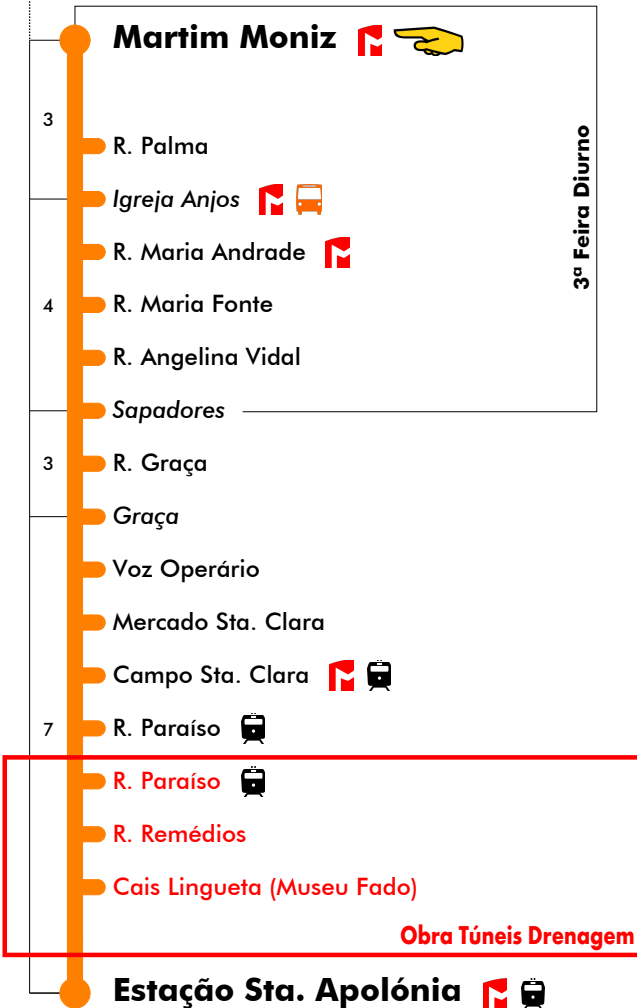 Martim Moniz
3
R. Palma
Igreja Anjos
R. Maria Andrade
3ª Feira Diurno
4
R. Maria Fonte
R. Angelina Vidal
Sapadores
3
R. Graça
Graça
Voz Operário
Mercado Sta. Clara
Campo Sta. Clara
7
R. Paraíso
R. Paraíso
R. Remédios
Cais Lingueta (Museu Fado)
Obra Túneis Drenagem
Estação Sta. Apolónia